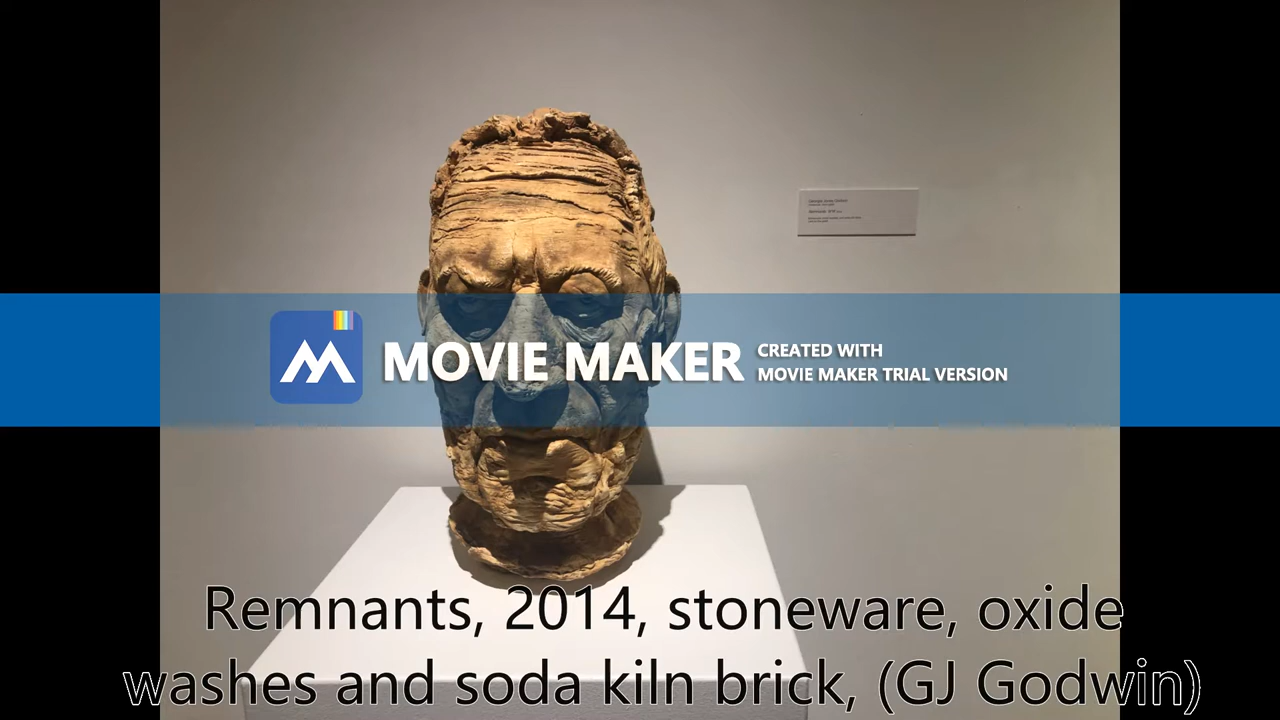 MOVIE MAKER
CREATED WITH
MOVIE MAKER TRIAL VERSION
Remnants, 2014, stoneware, oxide
washes and soda kiln brick, (GJ Godwin)